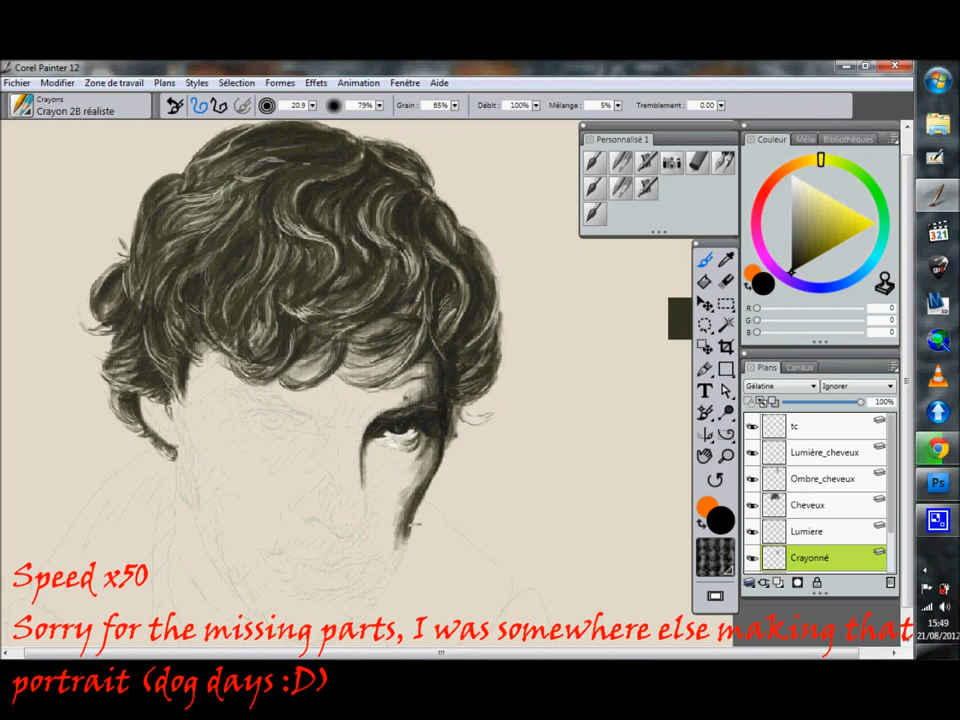 Corel Painter 12
Fichier Modifier Zone de travail Plans Styles Sélection Formes Effets Animation Fenêtre Aide
Crayons
Crayon 2B réaliste
20.9 79% Grain : 65% Débit : 100% Mélange : 5% Tremblement : 0.00
Personnalisé 1
Couleur Méla Bibliothèques
R 0
G 0
B 0
Plans Canaux
Gélatine Ignorer
100%
tc
Lumière_cheveux
Ombre_cheveux
Cheveux
Lumiere
Crayonné
321
Ps
15:49
21/08/2012
Speed x50
Sorry for the missing parts, I was somewhere else making that
portrait (dog days :D)